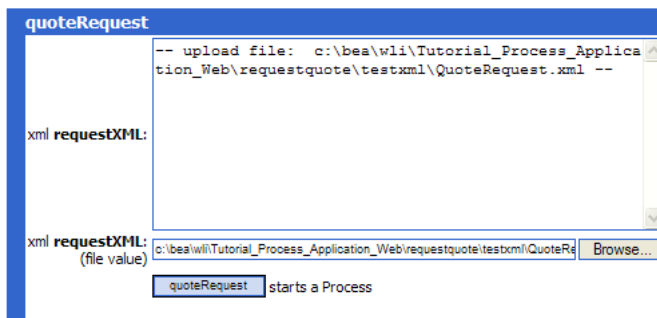 quoteRequest
-- upload file:  c:\bea\wli\Tutorial_Process_Applica
tion_Web\requestquote\testxml\QuoteRequest.xml --
xml requestXML:
xml requestXML:
(file value)
c:\bea\wli\Tutorial_Process_Application_Web\requestquote\testxml\QuoteRe
Browse...
quoteRequest starts a Process